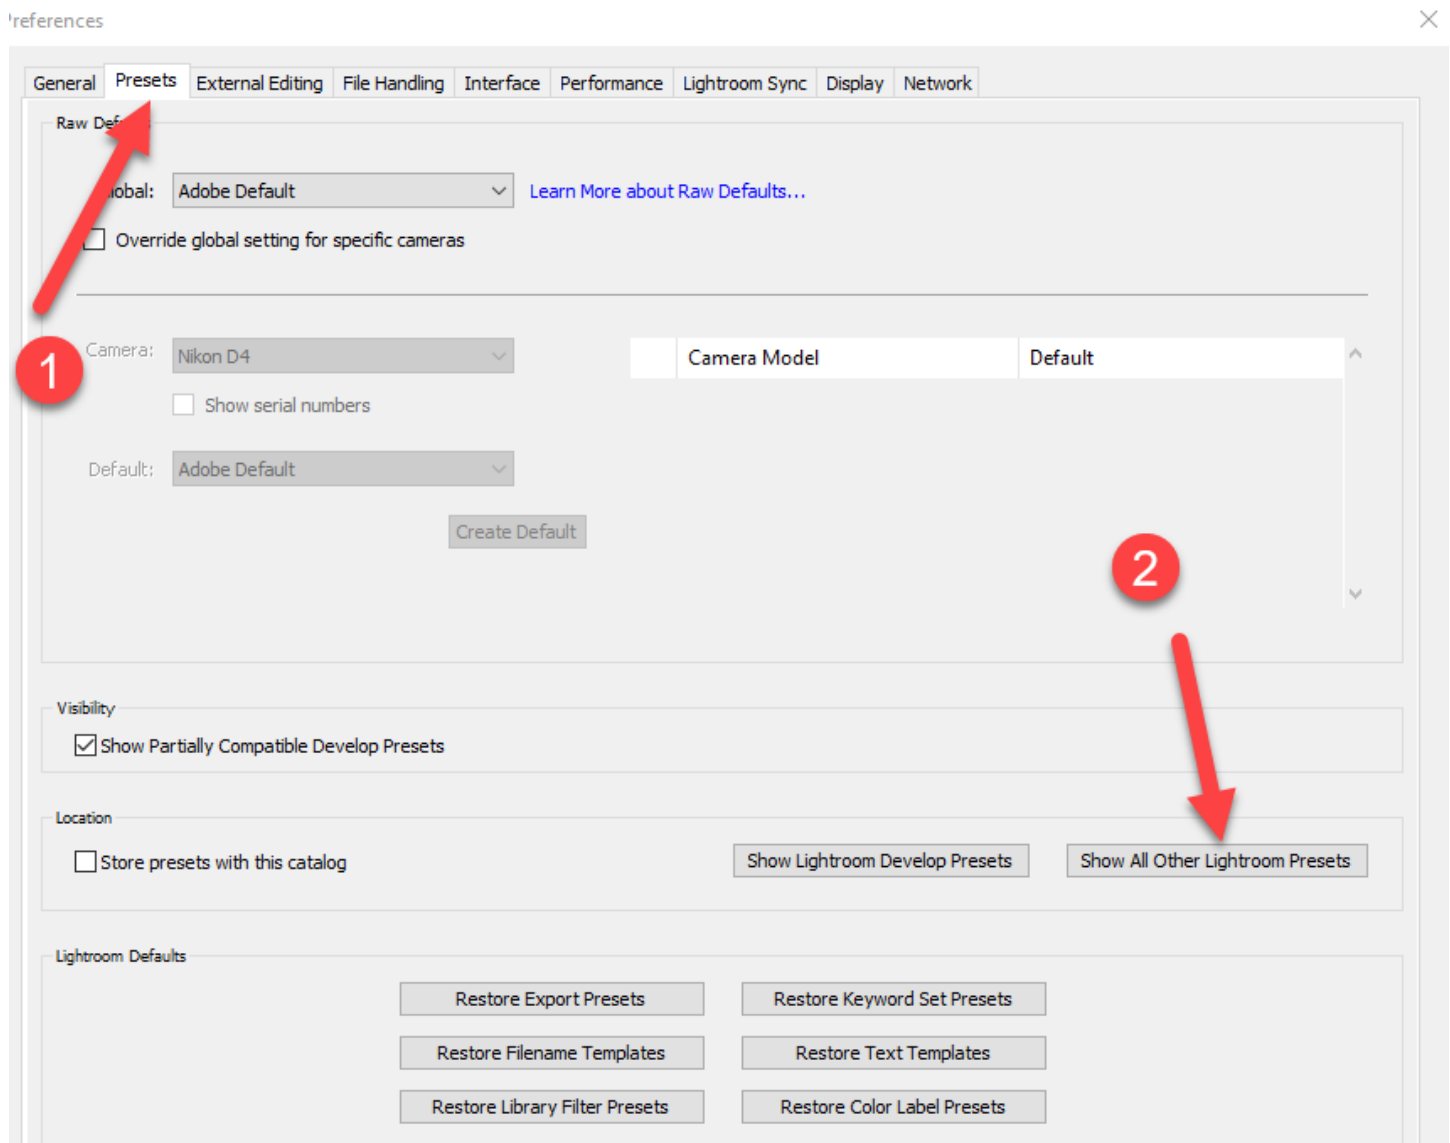 Preferences
General Presets External Editing File Handling Interface Performance Lightroom Sync Display Network
Raw
Adobe Default Learn More about Raw Defaults...
Override global setting for specific cameras
1
Camera: Nikon D4 Camera Model Default
Show serial numbers
Default: Adobe Default
Create Default
2
Visibility
Show Partially Compatible Develop Presets
Location
Store presets with this catalog Show Lightroom Develop Presets Show All Other Lightroom Presets
Lightroom Defaults
Restore Export Presets Restore Keyword Set Presets
Restore Filename Templates Restore Text Templates
Restore Library Filter Presets Restore Color Label Presets